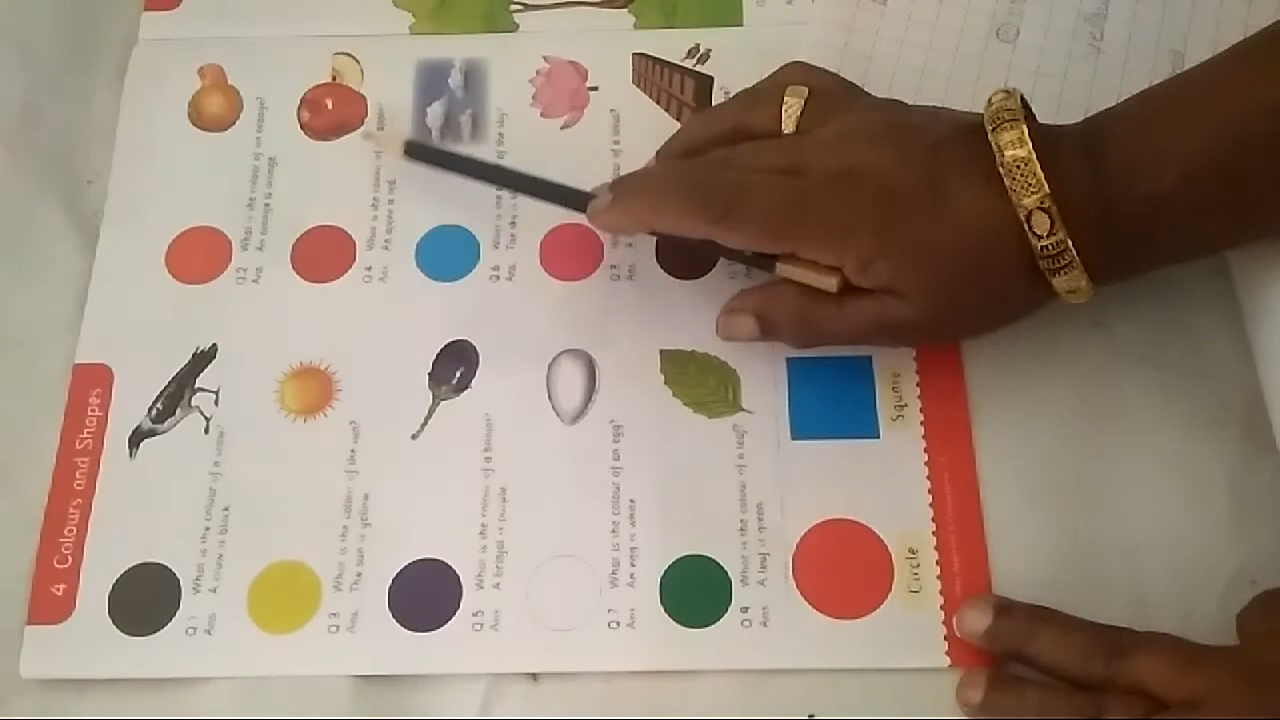 4 Colours and Shapes
Q.1 What is the colour of a crow?
Ans. A crow is black.
Q.2 What is the colour of an orange?
Ans. An orange is orange.
Q.3 What is the colour of the sun?
Ans. The sun is yellow.
Q.4 What is the colour of apple?
Ans. An apple is red.
Q.5 What is the colour of a brinjal?
Ans. A brinjal is purple.
Q.6 What is the of the sky?
Ans. The sky is
Q.7 What is the colour of an egg?
Ans. An egg is white.
Q.8 colour of a lotus?
Ans. A
Q.9 What is the colour of a leaf?
Ans. A leaf is green.
Circle
Square